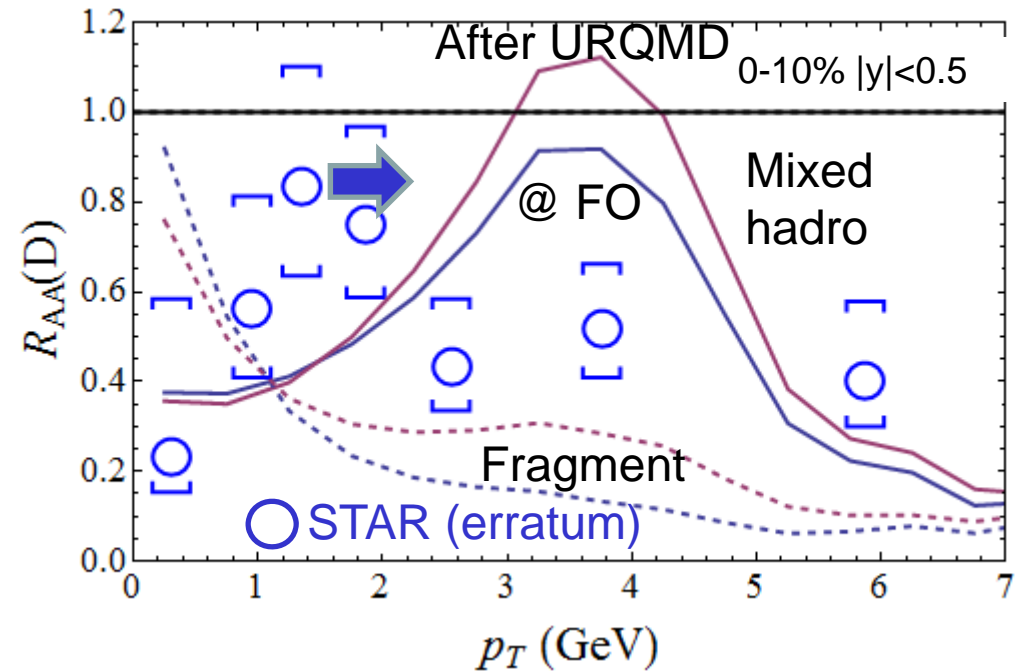 1.2
1.0
0.8
0.6
0.4
0.2
0.0
R_AA(D)
After URQMD
0-10% |y|<0.5
Mixed
hadro
@ FO
Fragment
STAR (erratum)
0 1 2 3 4 5 6 7
p_T (GeV)